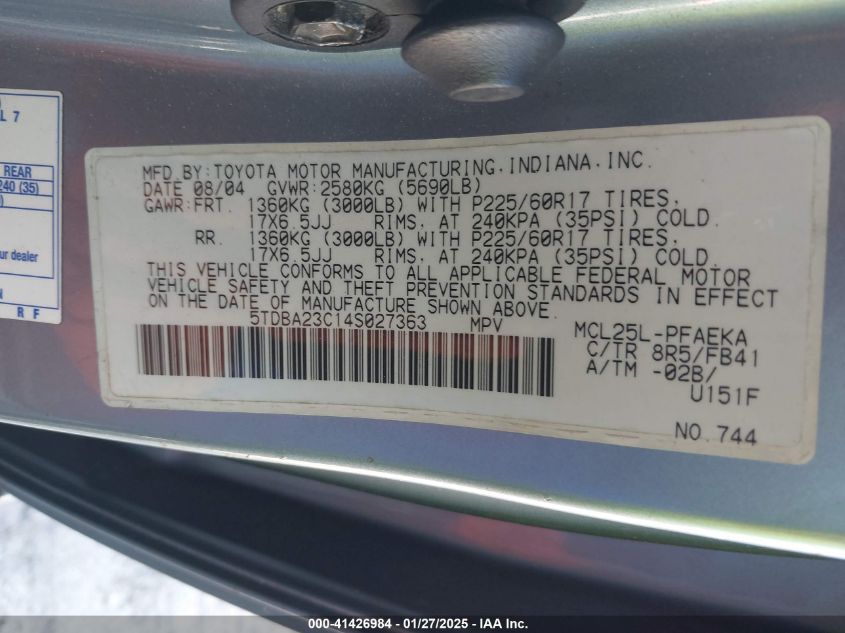 L 7
REAR
240 (35)
ur dealer
N
R F
MFD.BY:TOYOTA MOTOR MANUFACTURING,INDIANA,INC.
DATE 08/04 GVWR:2580KG (5690LB)
GAWR:FRT. 1360KG (3000LB) WITH P225/60R17 TIRES,
17X6.5JJ RIMS, AT 240KPA (35PSI) COLD.
RR. 1360KG (3000LB) WITH P225/60R17 TIRES,
17X6.5JJ RIMS, AT 240KPA (35PSI) COLD.
THIS VEHICLE CONFORMS TO ALL APPLICABLE FEDERAL MOTOR
VEHICLE SAFETY AND THEFT PREVENTION STANDARDS IN EFFECT
ON THE DATE OF MANUFACTURE SHOWN ABOVE.
5TDBA23C14S027363 MPV
MCL25L-PFAEKA
C/TR 8R5/FB41
A/TM -02B/
U151F
NO.744
000-41426984 - 01/27/2025 - IAA Inc.